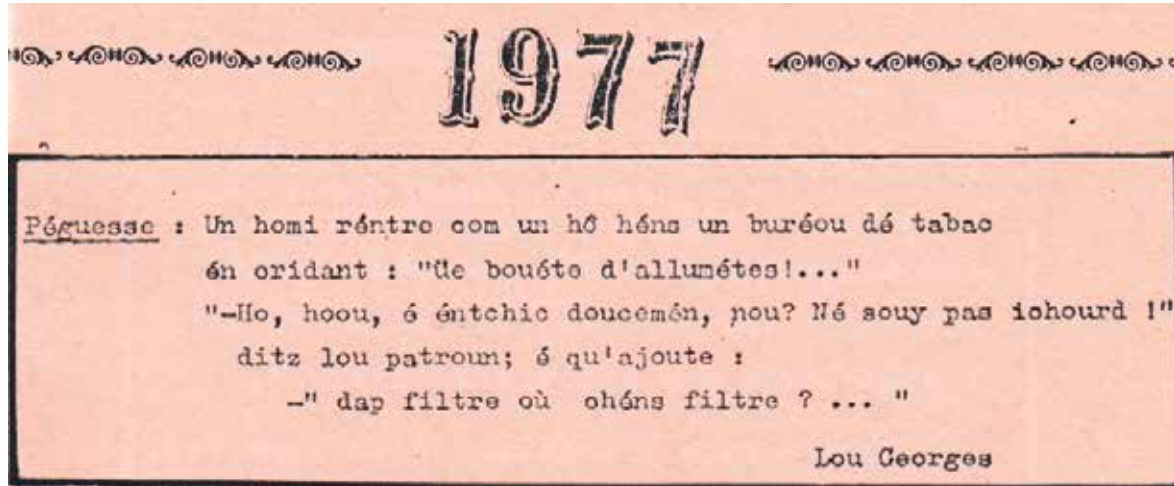 1977
Péguesse : Un homi réntre com un hô héns un buréou dé tabac
én cridant : "Ue bouéte d'allumétes!..."
"-Ho, hoou, é éntchic doucemén, nou? Né souy pas ichourd !"
ditz lou patroun; é qu'ajoute :
-" dap filtre où chéns filtre ? ... "
Lou Georges